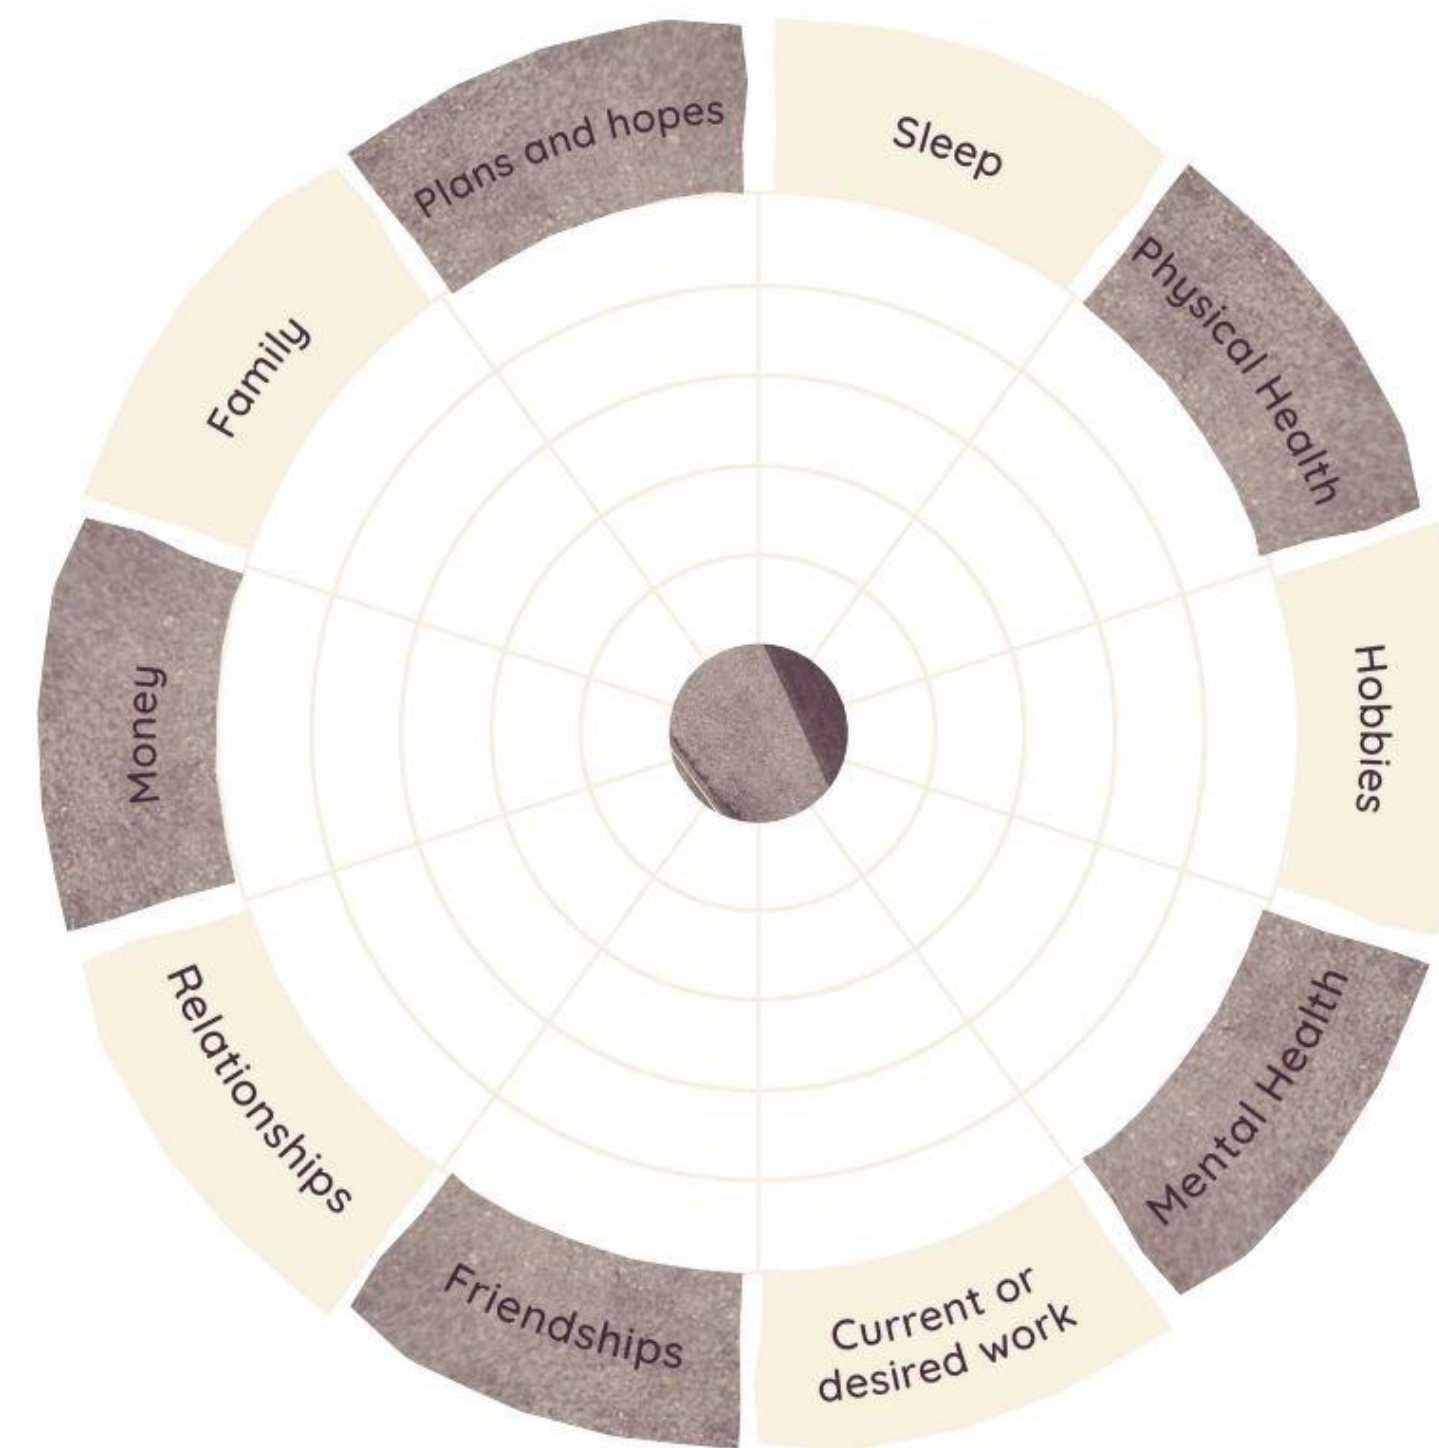 Plans and hopes
Sleep
Physical Health
Hobbies
Mental Health
Current or
desired work
Friendships
Relationships
Money
Family